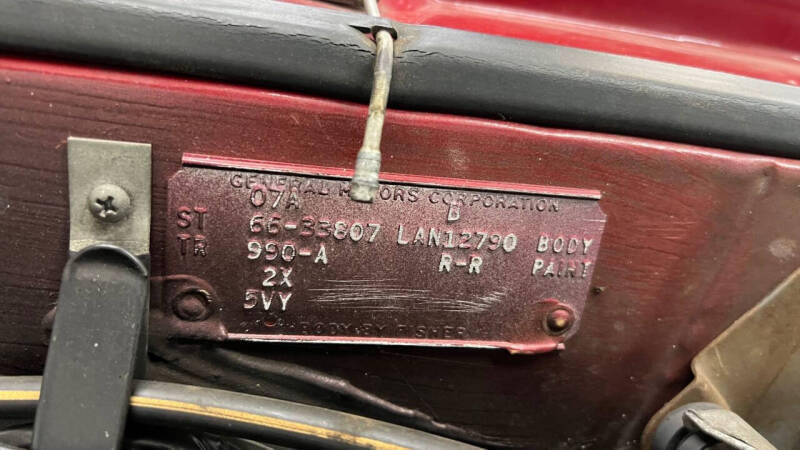 GENERAL MOTORS CORPORATION
07A B
ST 66-33807 LAN12790 BODY
TR 990-A R-R PAINT
2X
5VY
BODY BY FISHER